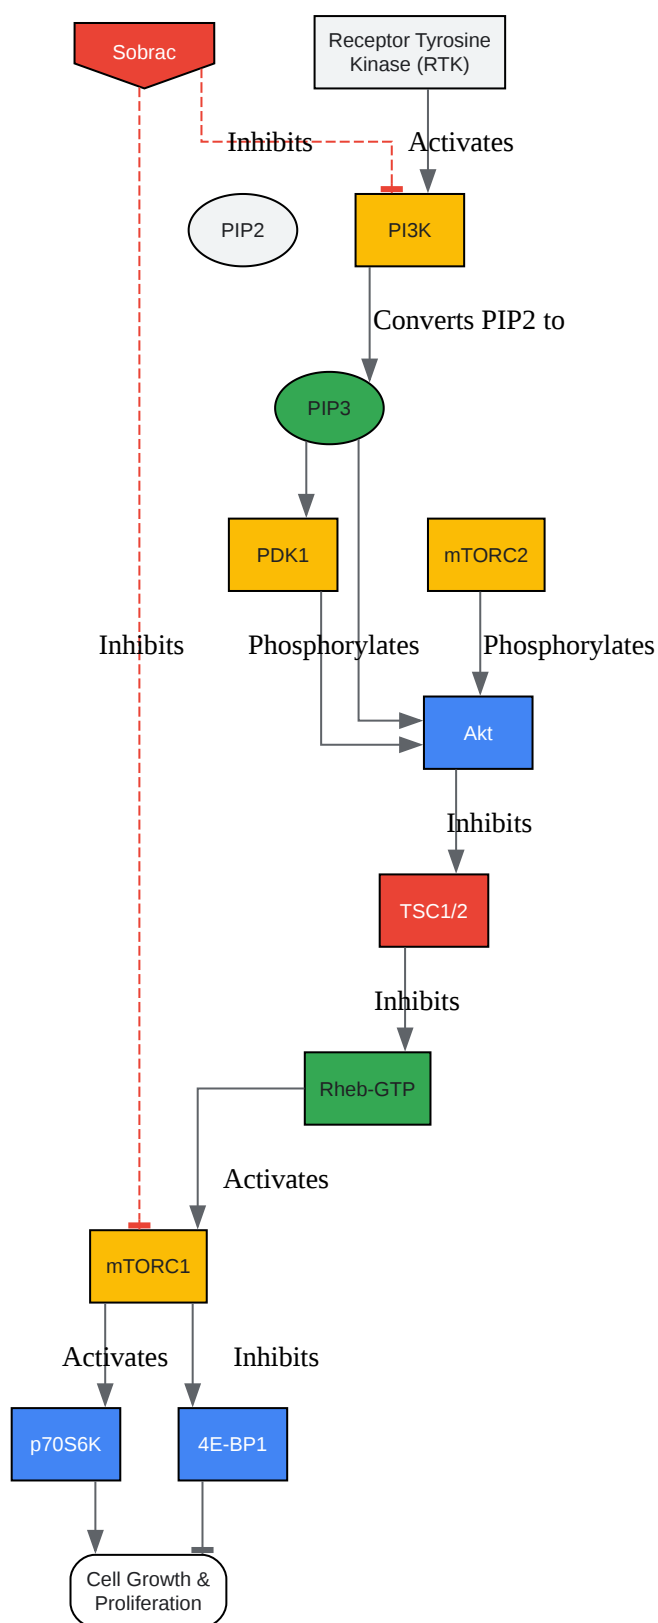 Sobrac
Receptor Tyrosine
Kinase (RTK)
Inhibits
Activates
PIP2
PI3K
Converts PIP2 to
PIP3
PDK1
mTORC2
Inhibits
Phosphorylates
Phosphorylates
Akt
Inhibits
TSC1/2
Inhibits
Rheb-GTP
Activates
mTORC1
Activates
Inhibits
p70S6K
4E-BP1
Cell Growth &
Proliferation